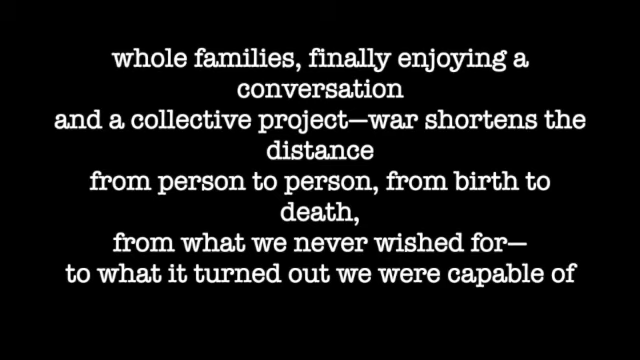 whole families, finally enjoying a
conversation
and a collective project—war shortens the
distance
from person to person, from birth to
death,
from what we never wished for—
to what it turned out we were capable of